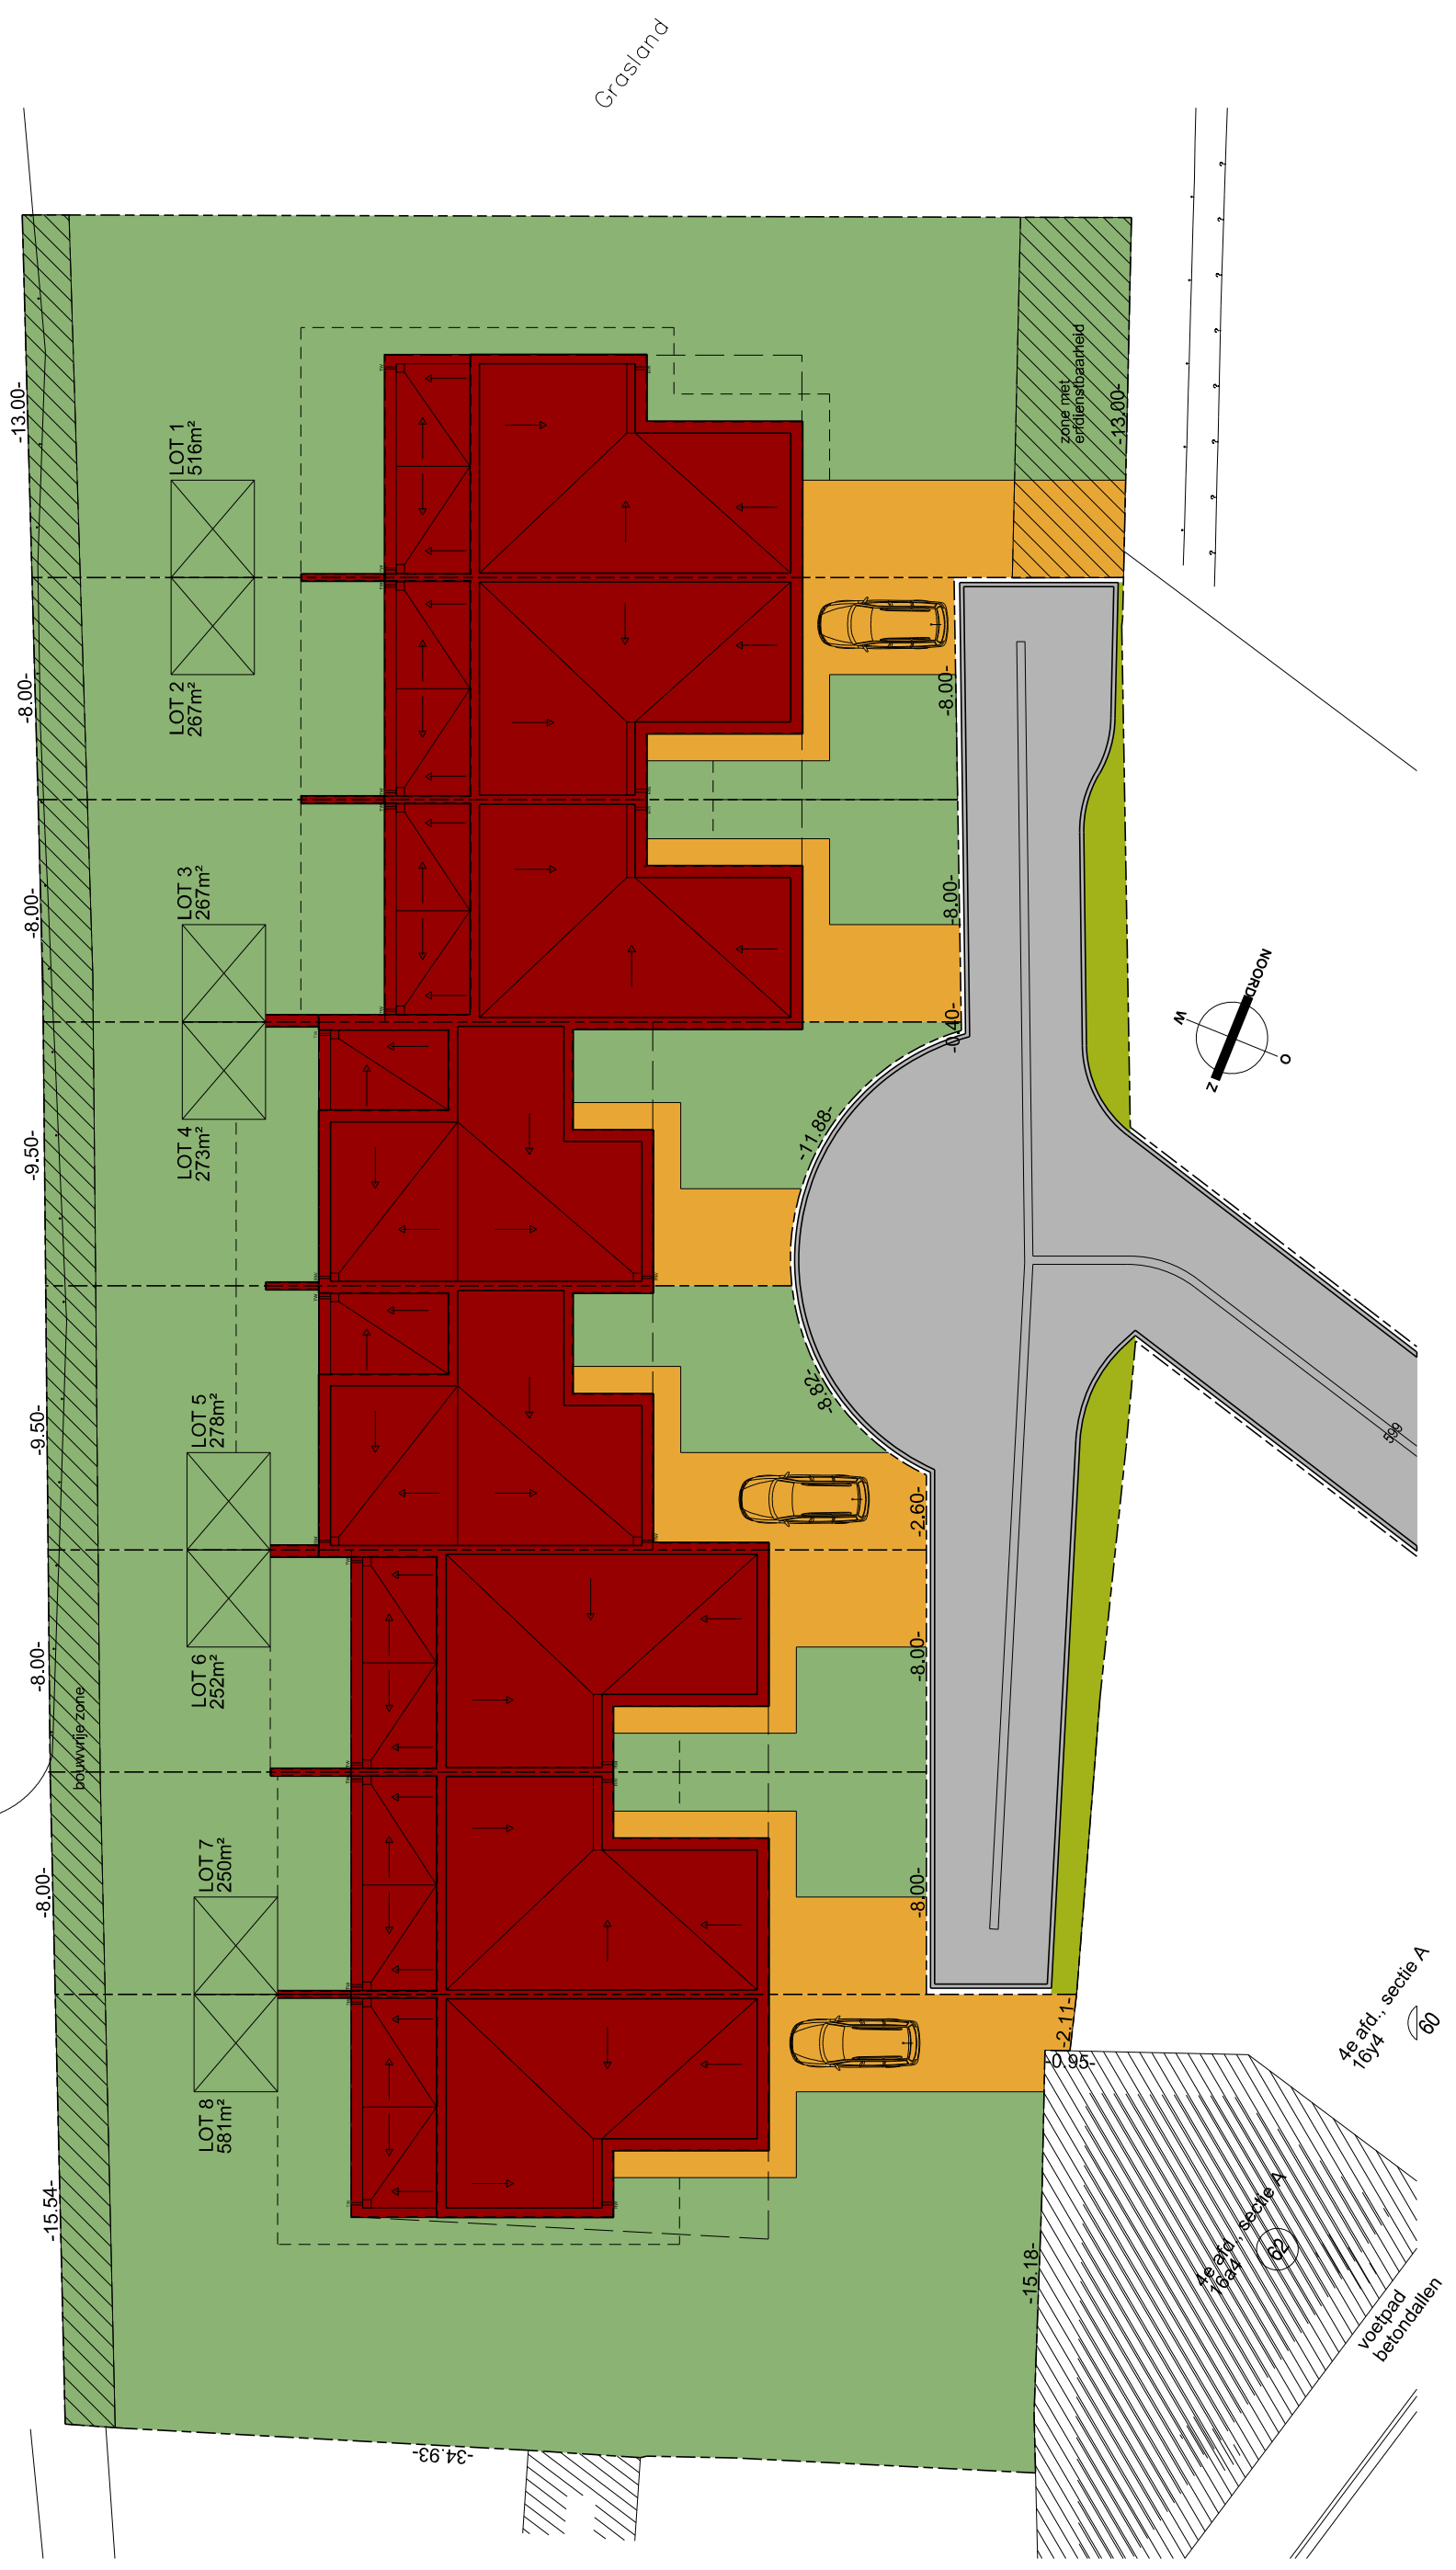 Grasland
-13.00-
LOT 1
516m²
zone met
erfdienstbaarheid
-13.00-
-8.00-
LOT 2
267m²
-8.00-
-8.00-
LOT 3
267m²
-8.00-
NOORD
W
O
Z
-0.40-
-9.50-
LOT 4
273m²
-11.88-
-9.50-
LOT 5
278m²
-8.82-
599
-2.60-
-8.00-
LOT 6
252m²
-8.00-
bouwvrije zone
-8.00-
LOT 7
250m²
-8.00-
-2.11-
-0.95-
4e afd., sectie A
16y4
60
-15.54-
LOT 8
581m²
-15.18-
4e afd., sectie A
16a4
62
voetpad
betondallen
-34.93-